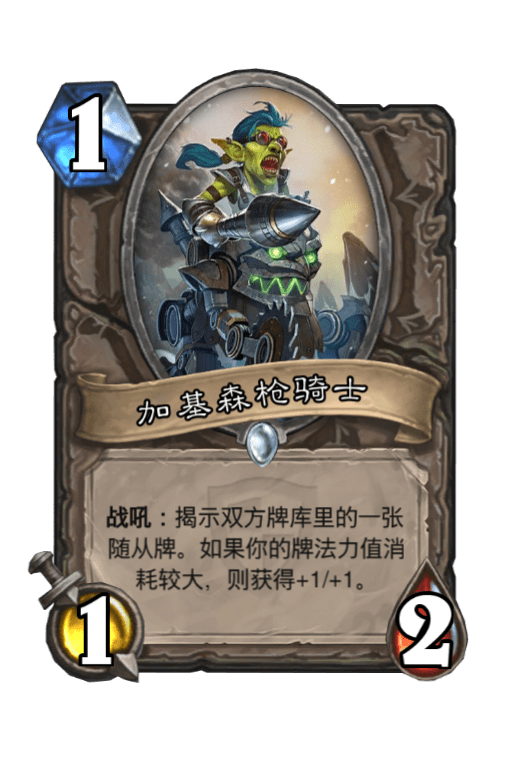 1
加基森枪骑士
战吼：揭示双方牌库里的一张
随从牌。如果你的牌法力值消
耗较大，则获得+1/+1。
1
2